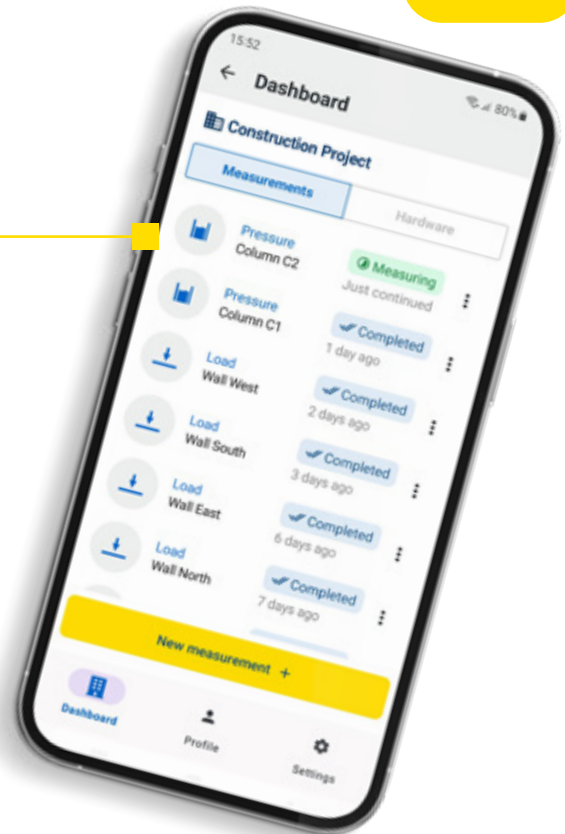 15:52
80%
Dashboard
Construction Project
Measurements
Hardware
Pressure
Column C2
Measuring
Just continued
Pressure
Column C1
Completed
1 day ago
Load
Wall West
Completed
2 days ago
Load
Wall South
Completed
3 days ago
Load
Wall East
Completed
6 days ago
Load
Wall North
Completed
7 days ago
New measurement +
Dashboard
Profile
Settings